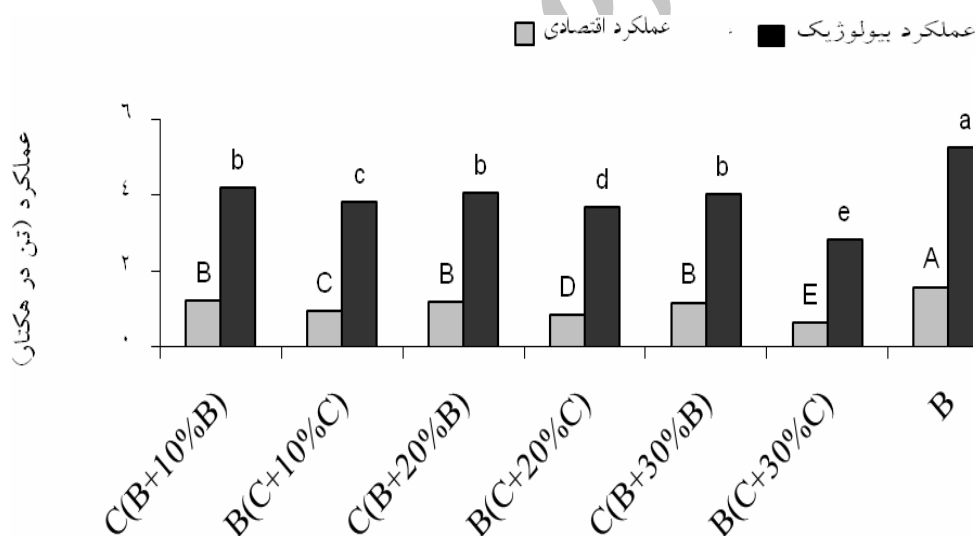 عملکرد بیولوژیک
عملکرد اقتصادی
عملکرد (تن در هکتار)
٦
٤
٢
٠
B b
C c
B b
D d
B b
E e
A a
C(B+10%B)
B(C+10%C)
C(B+20%B)
B(C+20%C)
C(B+30%B)
B(C+30%C)
B